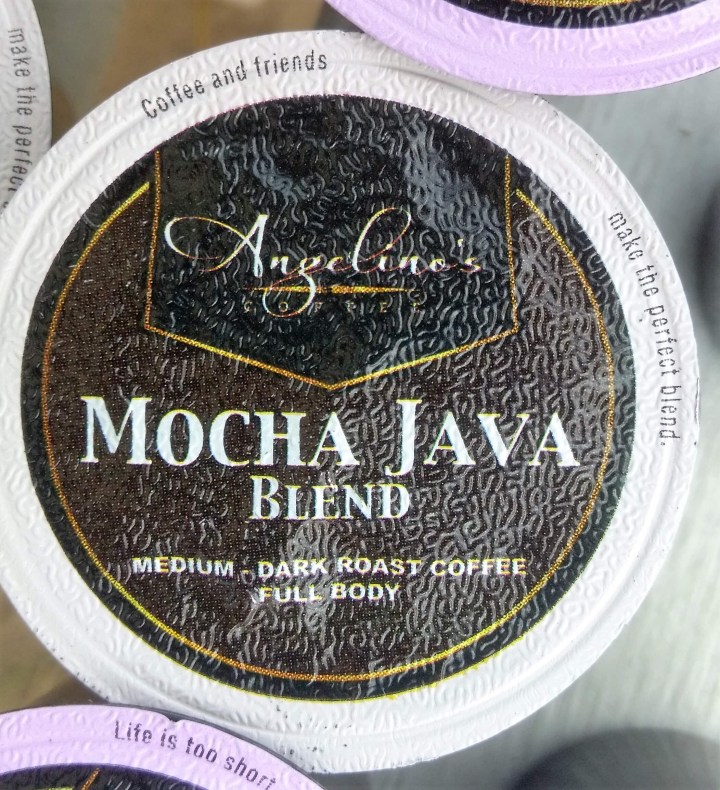 Coffee and friends
make the perfect blend.
Angelino's
COFFEE
MOCHA JAVA
BLEND
MEDIUM - DARK ROAST COFFEE
FULL BODY
make the perfect
Life is too short